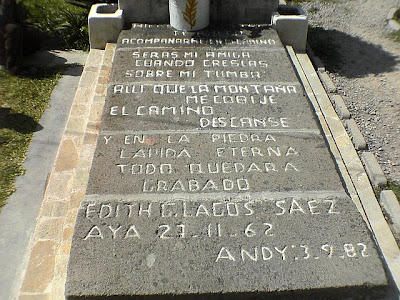 ACOMPAÑARÁ EN EL CAMINO
SERAS MI AMIGA
CUANDO CRESCAS
SOBRE MI TUMBA
ALLI QUE LA MONTAÑA
ME COBIJE
EL CAMINO
DESCANSE
Y EN LA PIEDRA
LAPIDA ETERNA
TODO QUEDARA
GRABADO
EDITH G. LAGOS SAEZ
AYA 27-11-62
ANDY: 3-9-82